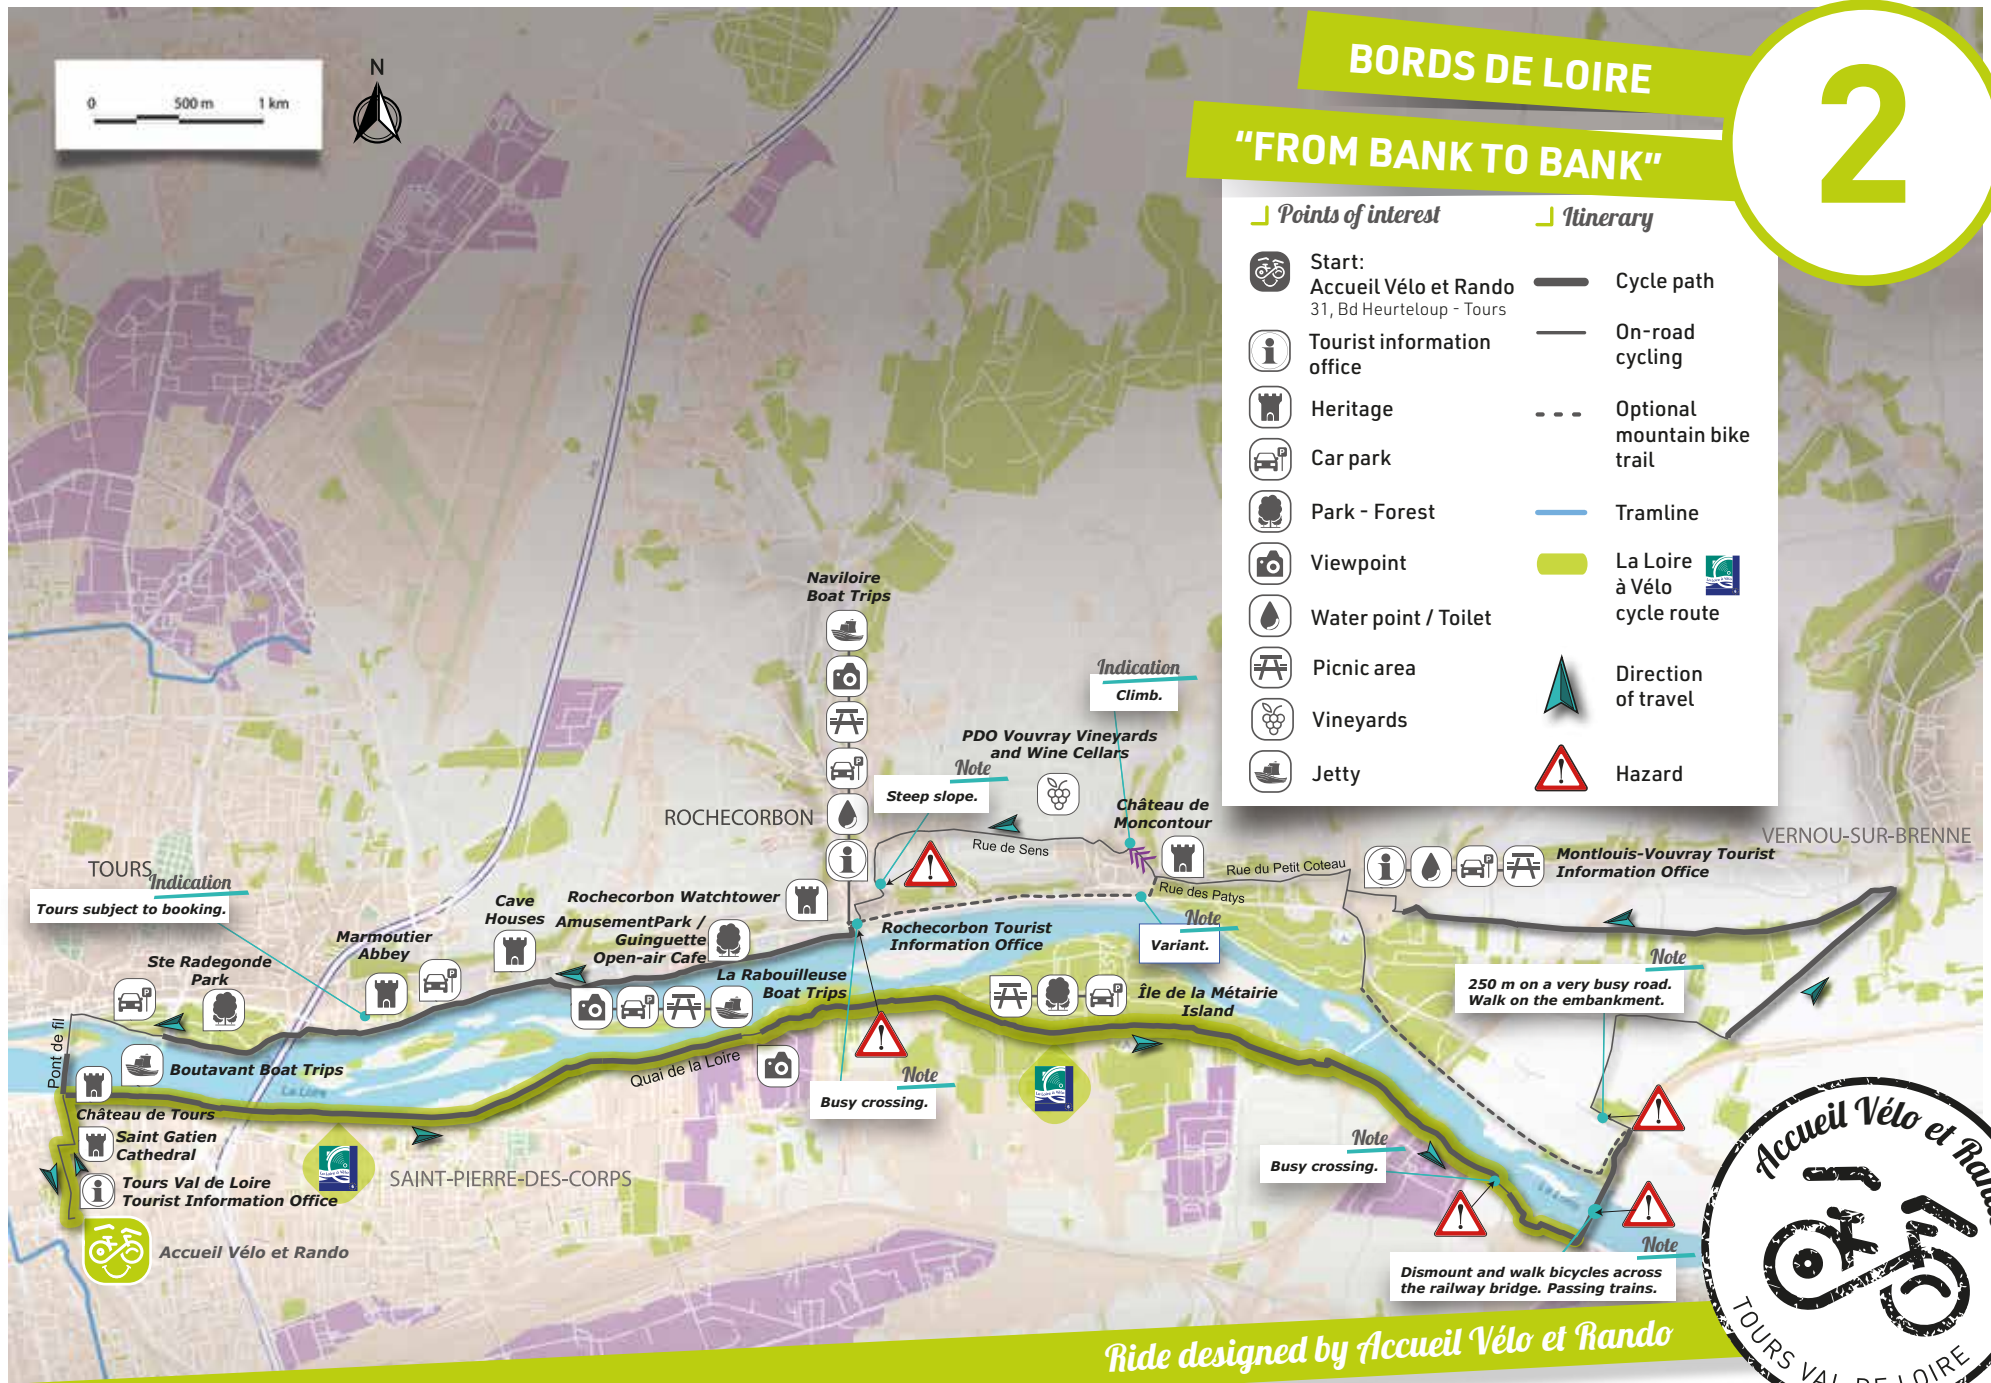 BORDS DE LOIRE
"FROM BANK TO BANK"
2
0 500 m 1 km
N
Points of interest
Start:
Accueil Vélo et Rando
31, Bd Heurteloup - Tours
Tourist information
office
Heritage
Car park
Park - Forest
Viewpoint
Water point / Toilet
Picnic area
Vineyards
Jetty
Itinerary
Cycle path
On-road
cycling
Optional
mountain bike
trail
Tramline
La Loire
à Vélo
cycle route
Direction
of travel
Hazard
Naviloire
Boat Trips
Indication
Climb.
PDO Vouvray Vineyards
and Wine Cellars
Note
Steep slope.
ROCHECORBON
Château de
Moncontour
Rue de Sens
Rue du Petit Coteau
Rue des Patys
VERNOU-SUR-BRENNE
Montlouis-Vouvray Tourist
Information Office
TOURS
Indication
Tours subject to booking.
Cave
Houses
Rochecorbon Watchtower
AmusementPark /
Guinguette
Open-air Cafe
Rochecorbon Tourist
Information Office
Note
Variant.
Marmoutier
Abbey
Ste Radegonde
Park
La Rabouilleuse
Boat Trips
Île de la Métairie
Island
Note
250 m on a very busy road.
Walk on the embankment.
Pont de fil
Boutavant Boat Trips
La Loire
Quai de la Loire
Note
Busy crossing.
Château de Tours
Saint Gatien
Cathedral
Tours Val de Loire
Tourist Information Office
SAINT-PIERRE-DES-CORPS
Note
Busy crossing.
Accueil Vélo et Rando
Note
Dismount and walk bicycles across
the railway bridge. Passing trains.
Ride designed by Accueil Vélo et Rando
Accueil Vélo et Rando
TOURS VAL DE LOIRE